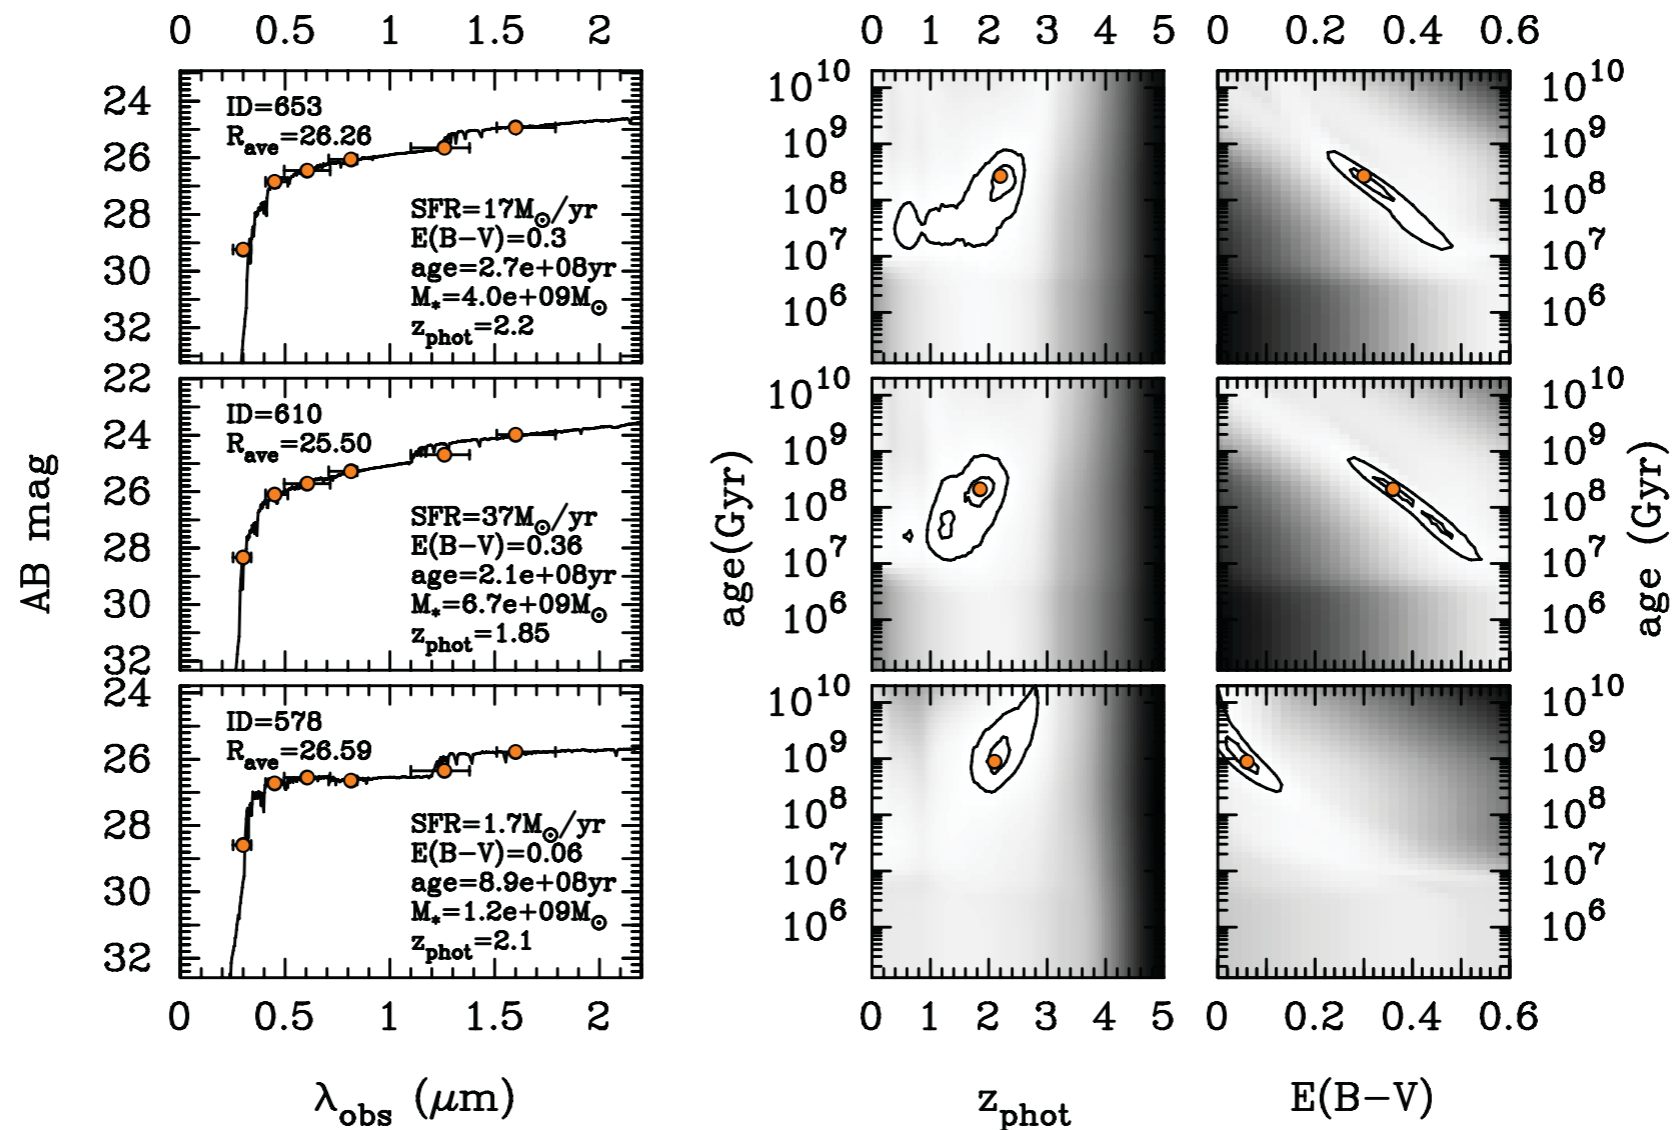 0 0.5 1 1.5 2
0 1 2 3 4 5
0 0.2 0.4 0.6
AB mag
24
26
28
30
32
ID=653
R_ave=26.26
SFR=17M⊙/yr
E(B−V)=0.3
age=2.7e+08yr
M*=4.0e+09M⊙
z_phot=2.2
22
24
26
28
30
32
ID=610
R_ave=25.50
SFR=37M⊙/yr
E(B−V)=0.36
age=2.1e+08yr
M*=6.7e+09M⊙
z_phot=1.85
24
26
28
30
32
ID=578
R_ave=26.59
SFR=1.7M⊙/yr
E(B−V)=0.06
age=8.9e+08yr
M*=1.2e+09M⊙
z_phot=2.1
0 0.5 1 1.5 2
λ_obs (μm)
age(Gyr)
10^10
10^9
10^8
10^7
10^6
10^10
10^9
10^8
10^7
10^6
10^10
10^9
10^8
10^7
10^6
0 1 2 3 4 5
z_phot
10^10
10^9
10^8
10^7
10^6
10^10
10^9
10^8
10^7
10^6
10^10
10^9
10^8
10^7
10^6
age (Gyr)
0 0.2 0.4 0.6
E(B−V)